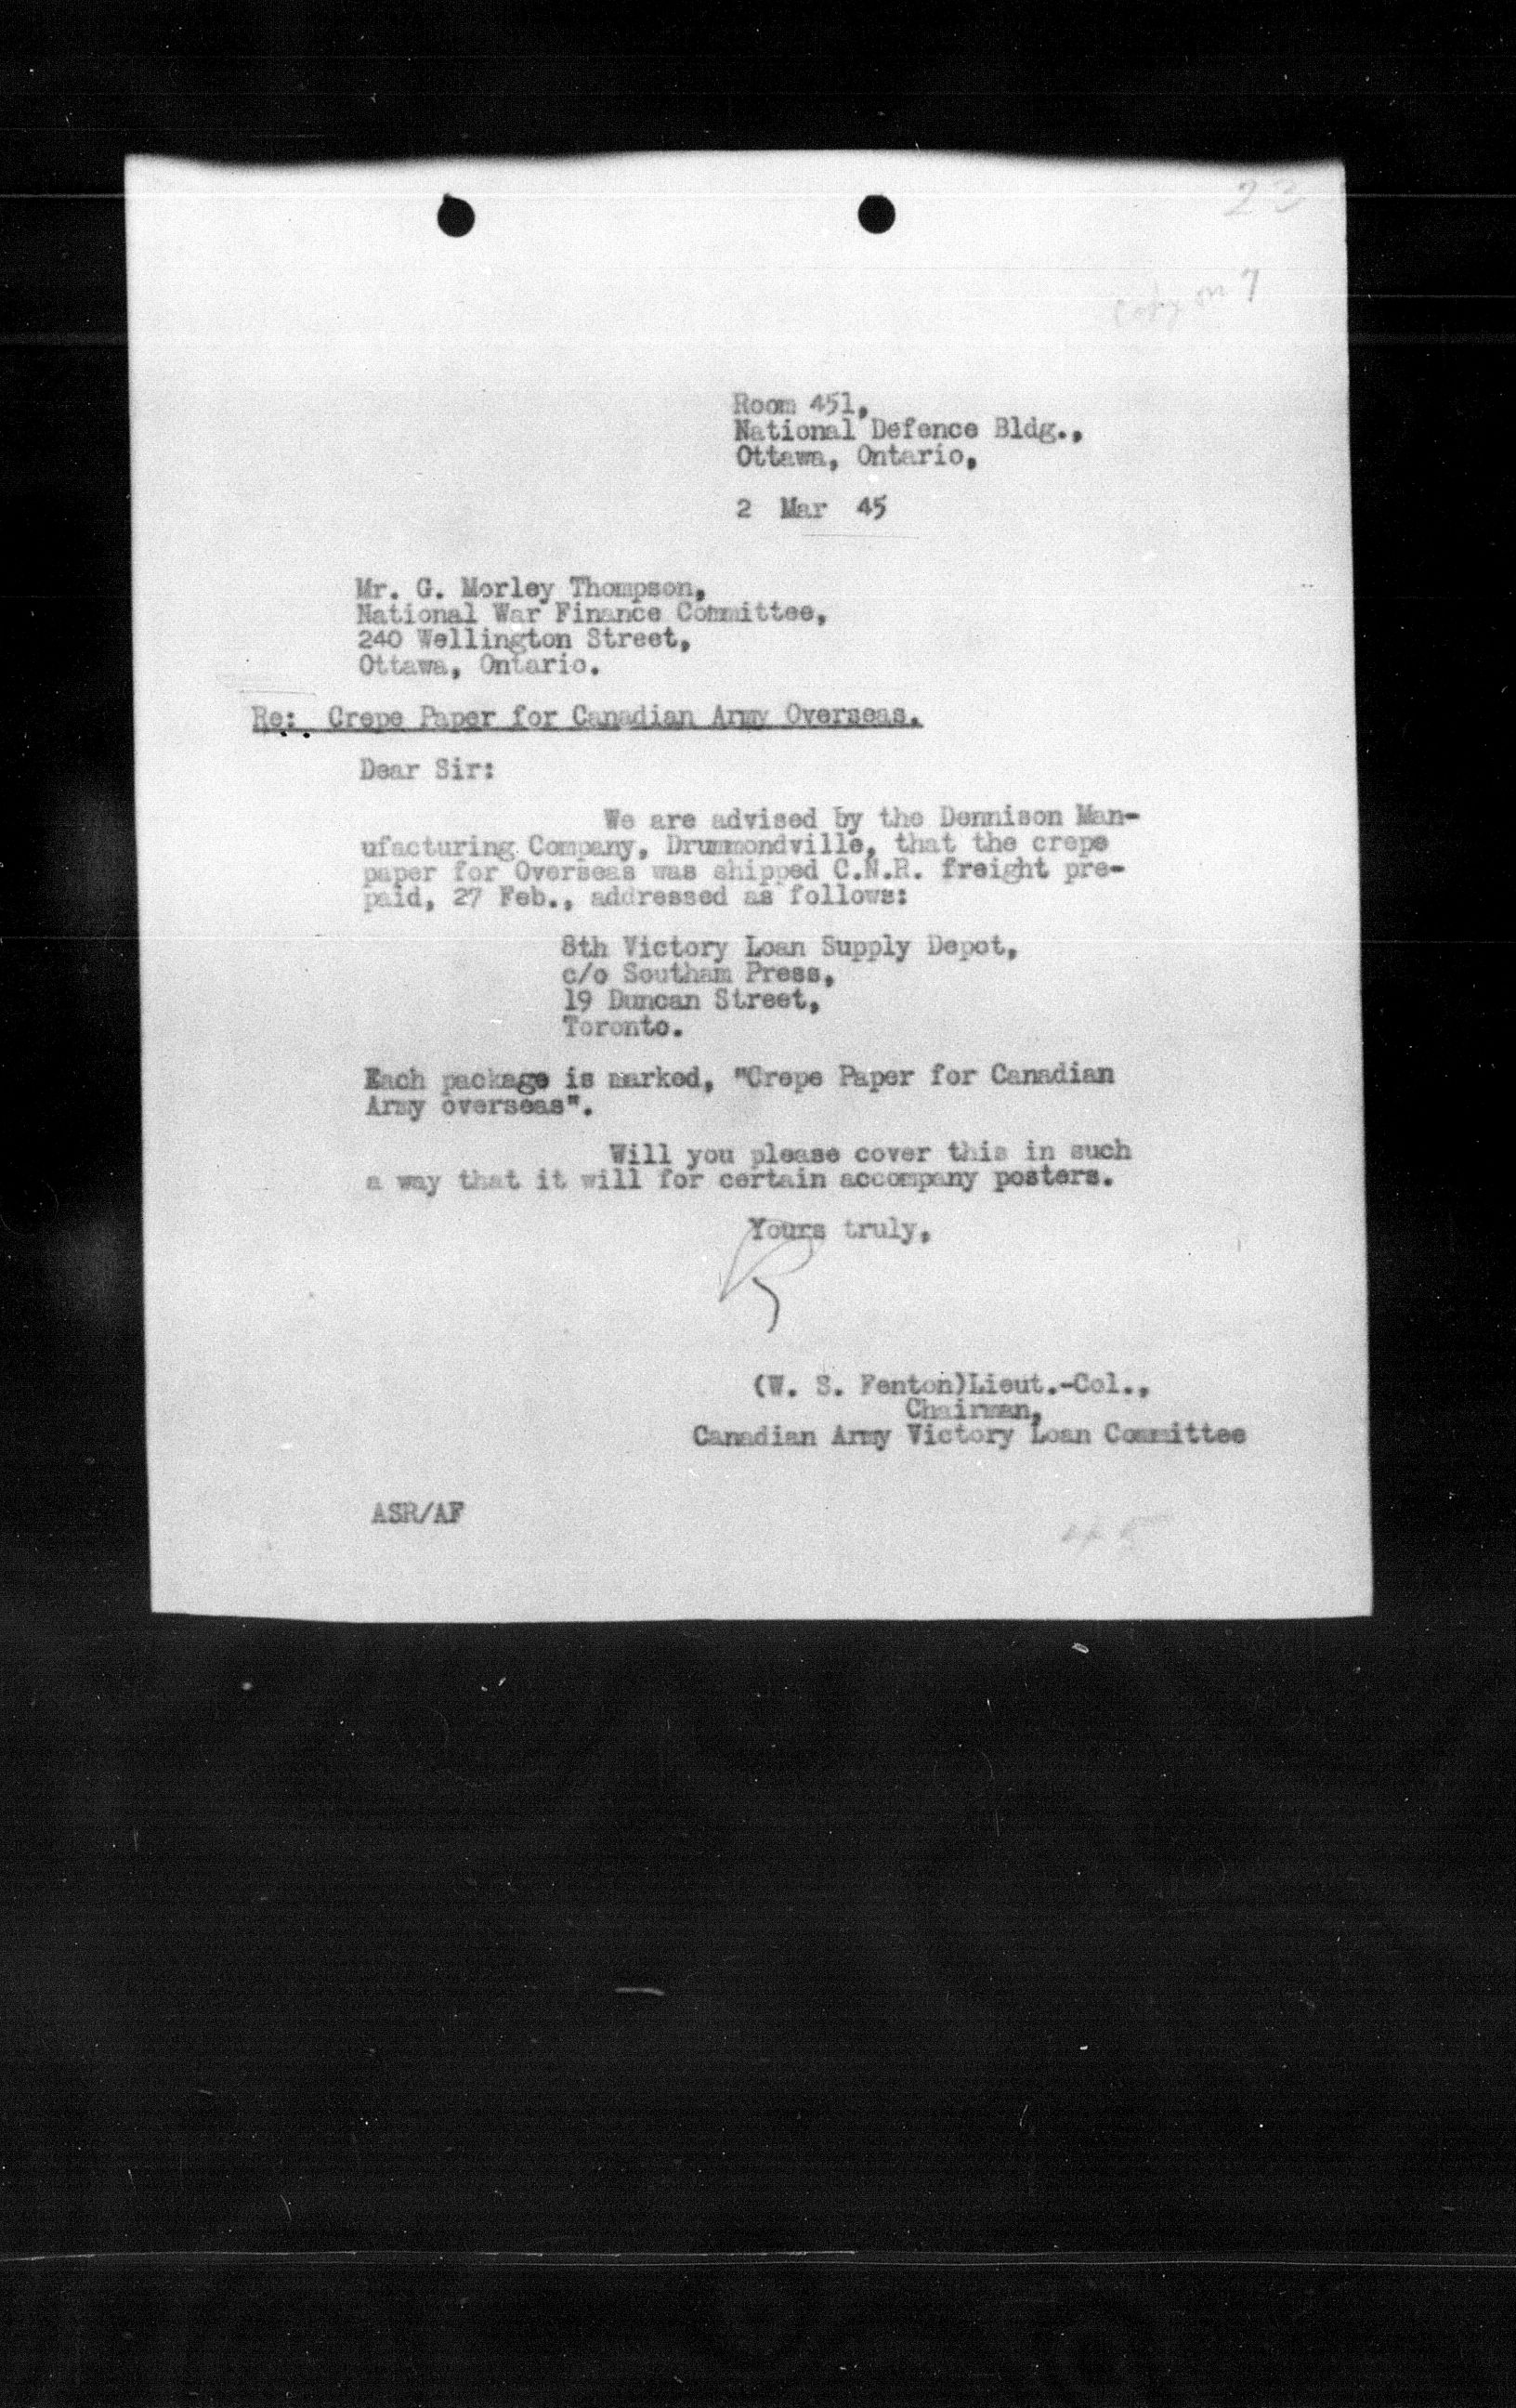 23
Copy on 7
Room 451,
National Defence Bldg.,
Ottawa, Ontario,
2 Mar 45
Mr. G. Morley Thompson,
National War Finance Committee,
240 Wellington Street,
Ottawa, Ontario.
Re: Crepe Paper for Canadian Army Overseas.
Dear Sir:
We are advised by the Dennison Man-
ufacturing Company, Drummondville, that the crepe
paper for Overseas was shipped C.N.R. freight pre-
paid, 27 Feb., addressed as follows:
8th Victory Loan Supply Depot,
c/o Southam Press,
19 Duncan Street,
Toronto.
Each package is marked, "Crepe Paper for Canadian
Army overseas".
Will you please cover this in such
a way that it will for certain accompany posters.
Yours truly,
(W. S. Fenton)Lieut.-Col.,
Chairman,
Canadian Army Victory Loan Committee
ASR/AF